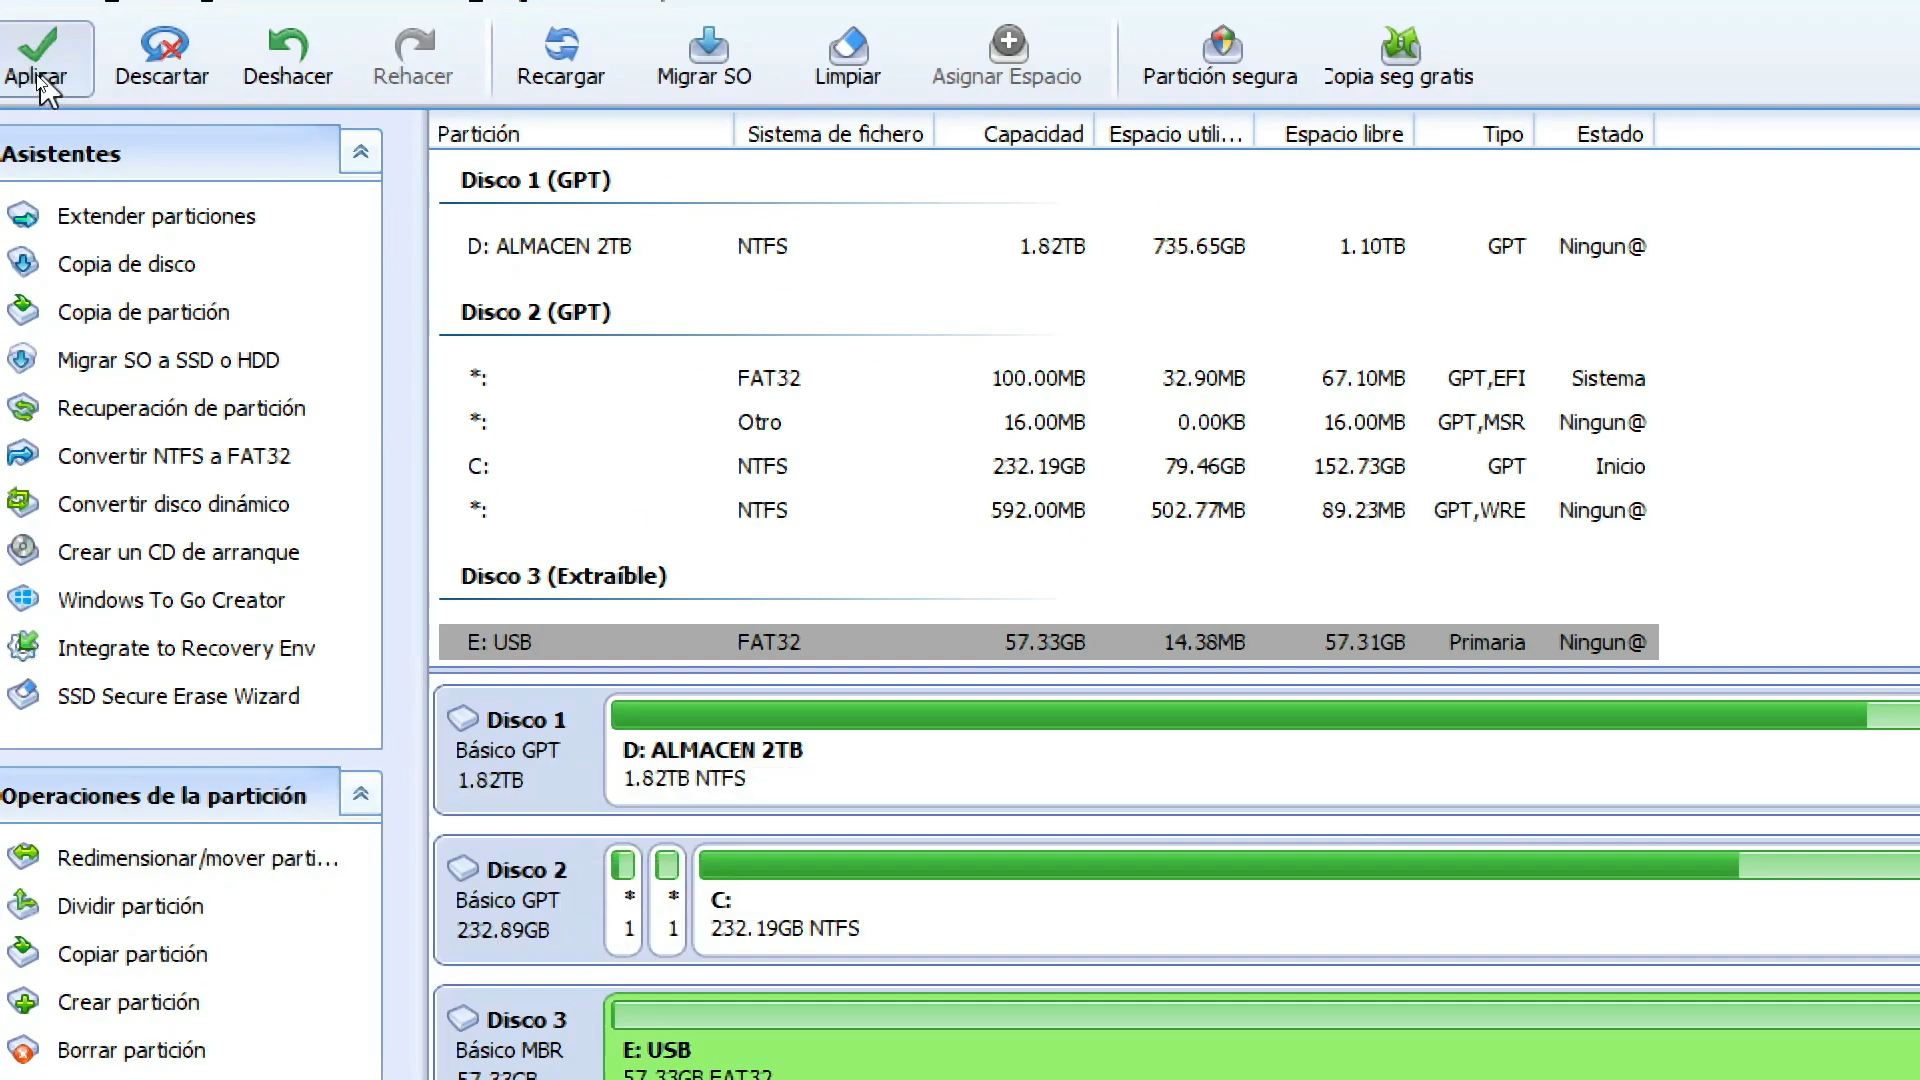 Aplicar Descartar Deshacer Rehacer Recargar Migrar SO Limpiar Asignar Espacio Partición segura Copia seg gratis
Asistentes
Extender particiones
Copia de disco
Copia de partición
Migrar SO a SSD o HDD
Recuperación de partición
Convertir NTFS a FAT32
Convertir disco dinámico
Crear un CD de arranque
Windows To Go Creator
Integrate to Recovery Env
SSD Secure Erase Wizard
Operaciones de la partición
Redimensionar/mover parti...
Dividir partición
Copiar partición
Crear partición
Borrar partición
Partición Sistema de fichero Capacidad Espacio utili... Espacio libre Tipo Estado
Disco 1 (GPT)
D: ALMACEN 2TB NTFS 1.82TB 735.65GB 1.10TB GPT Ningun@
Disco 2 (GPT)
*: FAT32 100.00MB 32.90MB 67.10MB GPT,EFI Sistema
*: Otro 16.00MB 0.00KB 16.00MB GPT,MSR Ningun@
C: NTFS 232.19GB 79.46GB 152.73GB GPT Inicio
*: NTFS 592.00MB 502.77MB 89.23MB GPT,WRE Ningun@
Disco 3 (Extraíble)
E: USB FAT32 57.33GB 14.38MB 57.31GB Primaria Ningun@
Disco 1
Básico GPT
1.82TB
D: ALMACEN 2TB
1.82TB NTFS
Disco 2
Básico GPT
232.89GB
* * C:
1 1 232.19GB NTFS
Disco 3
Básico MBR
57.33GB
E: USB
57.33GB FAT32